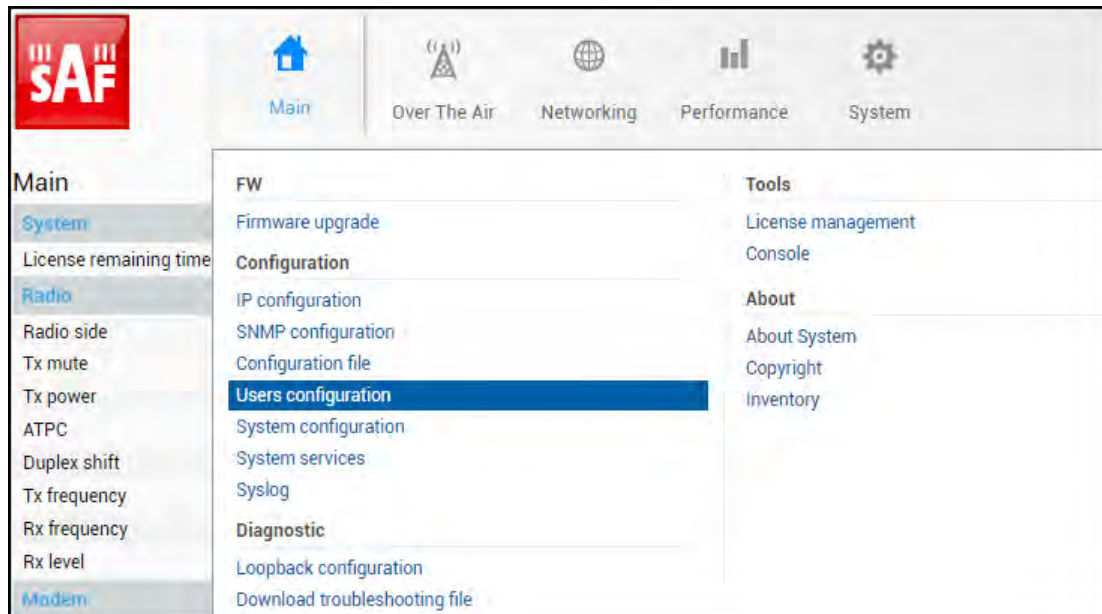 SAF
Main
Over The Air
Networking
Performance
System
Main
System
License remaining time
Radio
Radio side
Tx mute
Tx power
ATPC
Duplex shift
Tx frequency
Rx frequency
Rx level
Modem
FW
Firmware upgrade
Configuration
IP configuration
SNMP configuration
Configuration file
Users configuration
System configuration
System services
Syslog
Diagnostic
Loopback configuration
Download troubleshooting file
Tools
License management
Console
About
About System
Copyright
Inventory